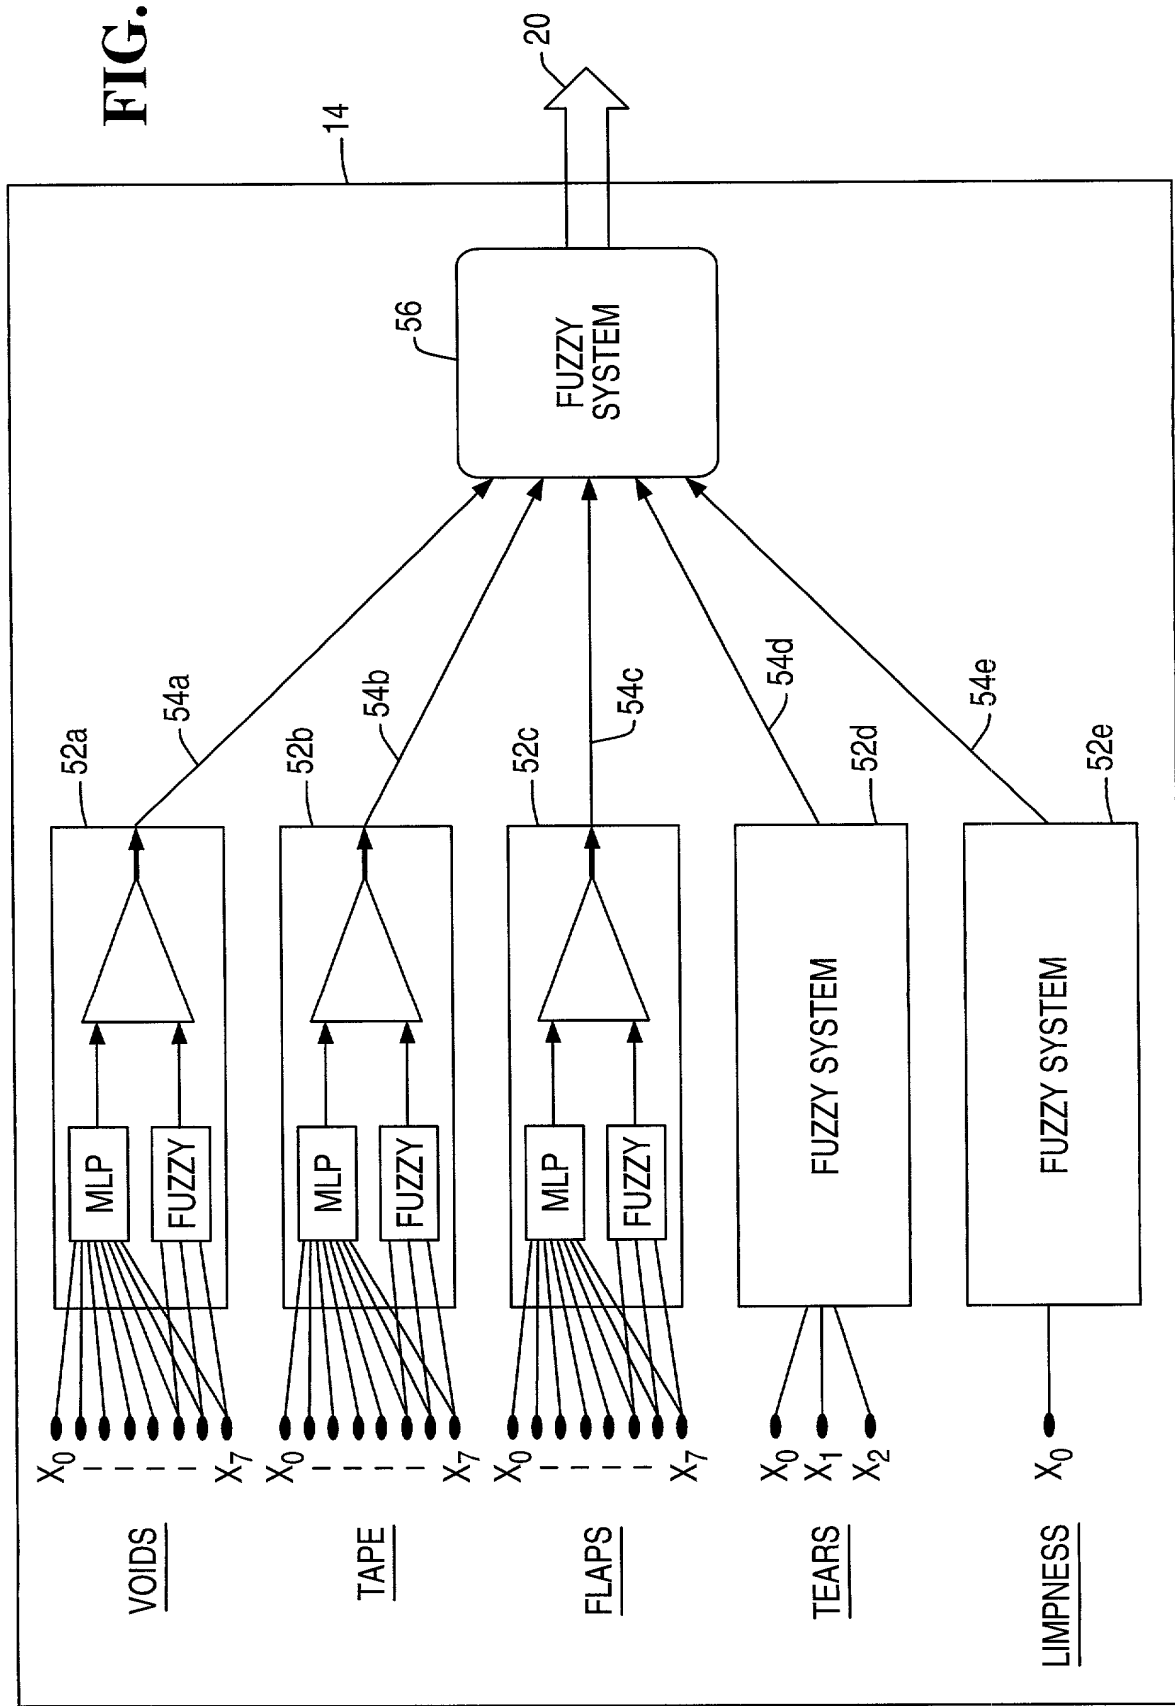 FIG.
14
VOIDS
X0
X7
MLP
FUZZY
52a
54a
TAPE
X0
X7
MLP
FUZZY
52b
54b
FLAPS
X0
X7
MLP
FUZZY
52c
54c
TEARS
X0
X1
X2
FUZZY SYSTEM
52d
54d
LIMPNESS
X0
FUZZY SYSTEM
52e
54e
FUZZY
SYSTEM
56
20